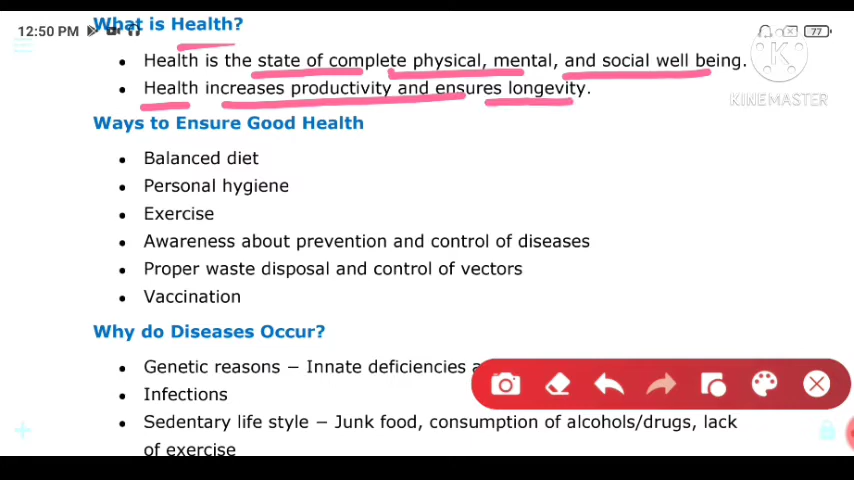 What is Health?
12:50 PM
77
Health is the state of complete physical, mental, and social well being.
Health increases productivity and ensures longevity.
KINEMASTER
Ways to Ensure Good Health
Balanced diet
Personal hygiene
Exercise
Awareness about prevention and control of diseases
Proper waste disposal and control of vectors
Vaccination
Why do Diseases Occur?
Genetic reasons − Innate deficiencies
Infections
Sedentary life style − Junk food, consumption of alcohols/drugs, lack
of exercise